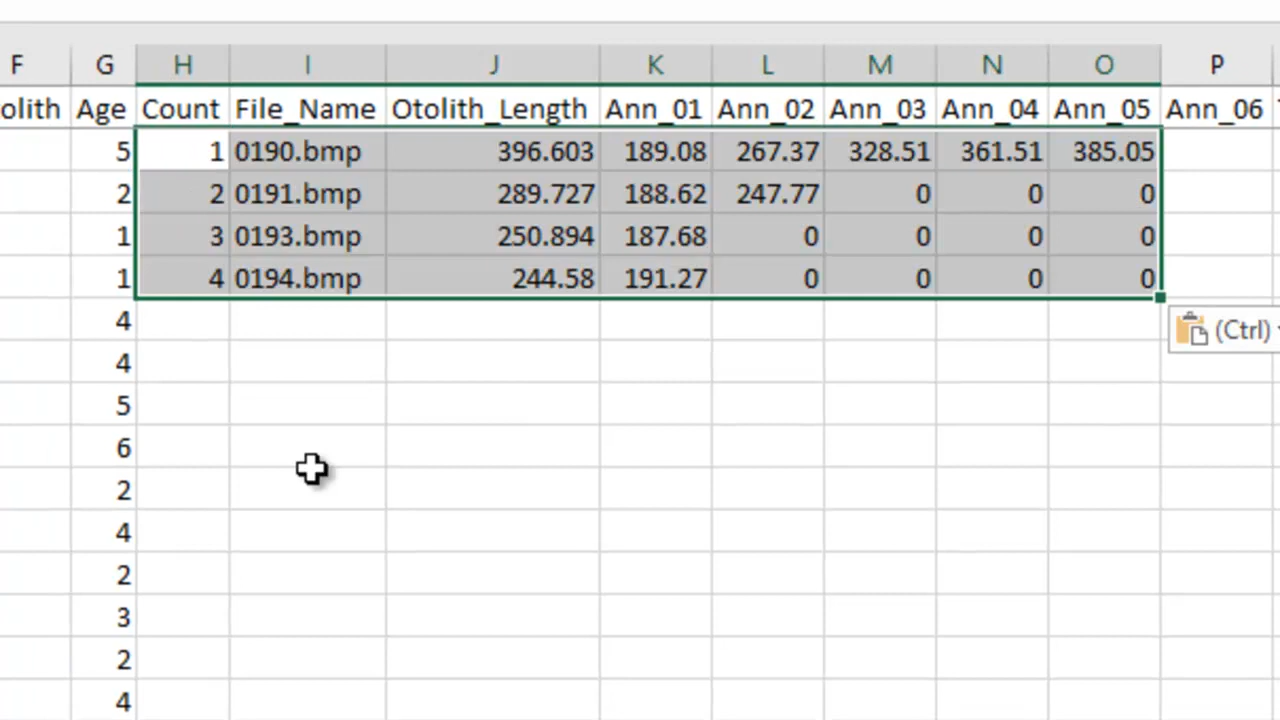 F G H I J K L M N O P
olith Age Count File_Name Otolith_Length Ann_01 Ann_02 Ann_03 Ann_04 Ann_05 Ann_06
5 1 0190.bmp 396.603 189.08 267.37 328.51 361.51 385.05
2 2 0191.bmp 289.727 188.62 247.77 0 0 0
1 3 0193.bmp 250.894 187.68 0 0 0 0
1 4 0194.bmp 244.58 191.27 0 0 0 0
(Ctrl)
4
4
5
6
2
4
2
3
2
4